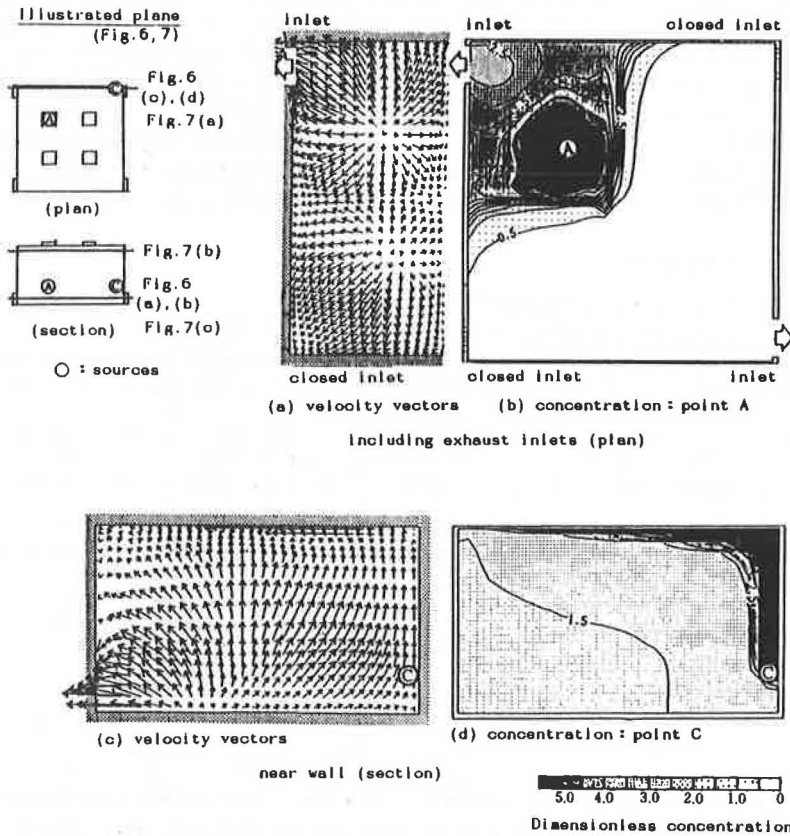 Illustrated plane
(Fig.6,7)
Fig.6
(c),(d)
Fig.7(a)
C
A
(plan)
Fig.7(b)
Fig.6
(a),(b)
A
C
(section)
Fig.7(c)
○ : sources
inlet
inlet
closed inlet
A
0.5
closed inlet
closed inlet
inlet
(a) velocity vectors
(b) concentration : point A
including exhaust inlets (plan)
C
1.5
C
(c) velocity vectors
(d) concentration : point C
near wall (section)
5.0 4.0 3.0 2.0 1.0 0
Dimensionless concentration